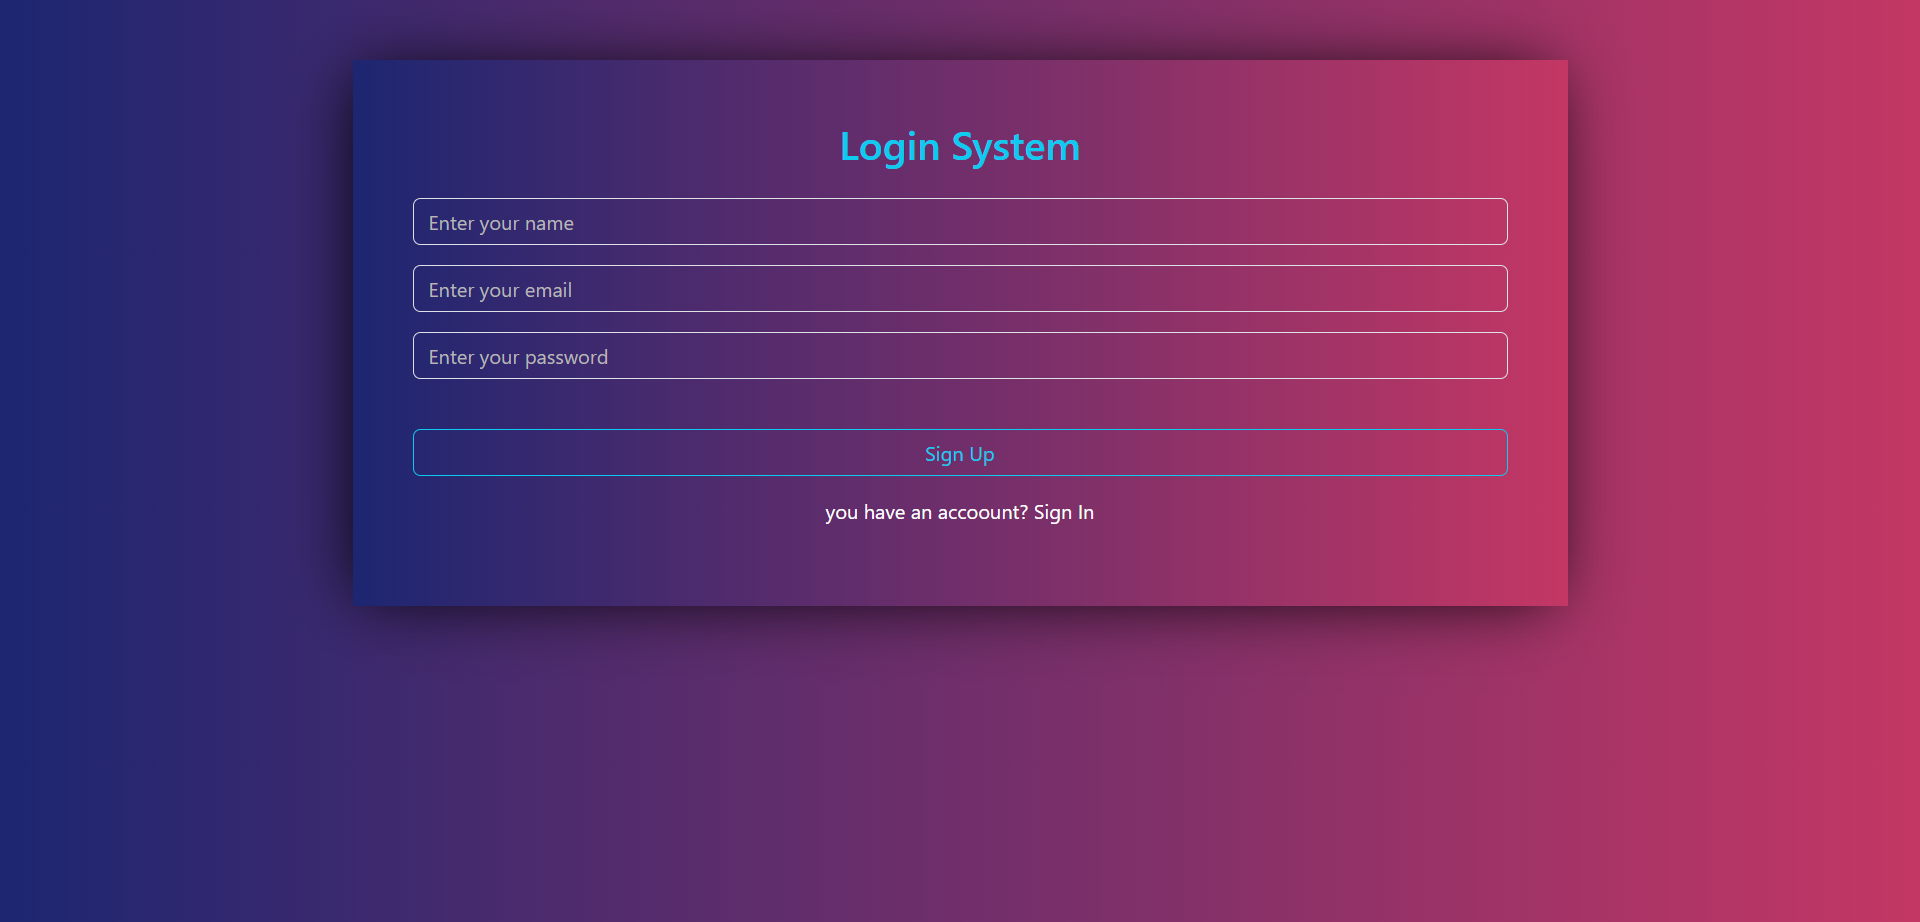 Login System
Enter your name
Enter your email
Enter your password
Sign Up
you have an accoount? Sign In